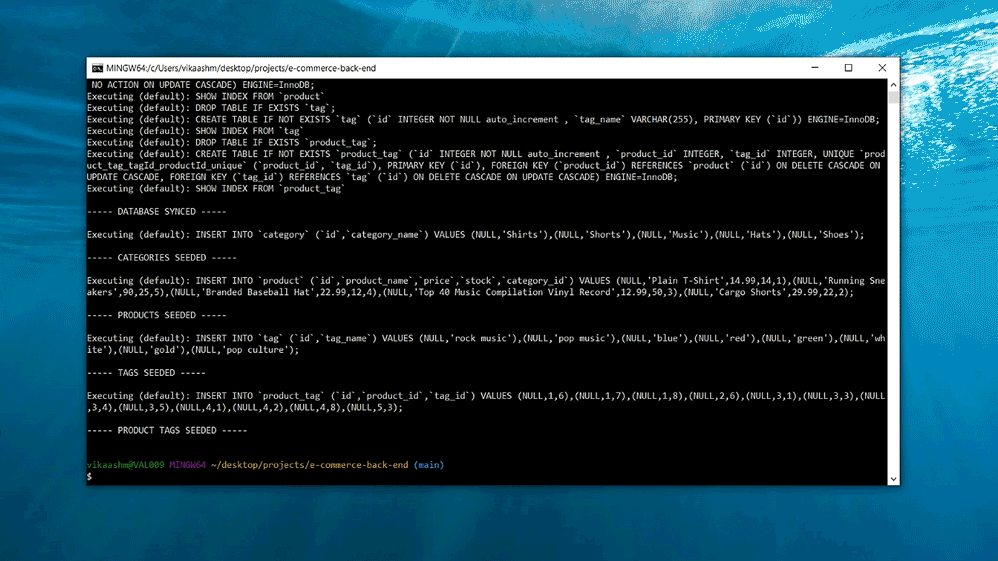 MINGW64:/c/Users/vikaashm/desktop/projects/e-commerce-back-end
NO ACTION ON UPDATE CASCADE) ENGINE=InnoDB;
Executing (default): SHOW INDEX FROM `product`
Executing (default): DROP TABLE IF EXISTS `tag`;
Executing (default): CREATE TABLE IF NOT EXISTS `tag` (`id` INTEGER NOT NULL auto_increment , `tag_name` VARCHAR(255), PRIMARY KEY (`id`)) ENGINE=InnoDB;
Executing (default): SHOW INDEX FROM `tag`
Executing (default): DROP TABLE IF EXISTS `product_tag`;
Executing (default): CREATE TABLE IF NOT EXISTS `product_tag` (`id` INTEGER NOT NULL auto_increment , `product_id` INTEGER, `tag_id` INTEGER, UNIQUE `prod
uct_tag_tagId_productId_unique` (`product_id`, `tag_id`), PRIMARY KEY (`id`), FOREIGN KEY (`product_id`) REFERENCES `product` (`id`) ON DELETE CASCADE ON
UPDATE CASCADE, FOREIGN KEY (`tag_id`) REFERENCES `tag` (`id`) ON DELETE CASCADE ON UPDATE CASCADE) ENGINE=InnoDB;
Executing (default): SHOW INDEX FROM `product_tag`
----- DATABASE SYNCED -----
Executing (default): INSERT INTO `category` (`id`,`category_name`) VALUES (NULL,'Shirts'),(NULL,'Shorts'),(NULL,'Music'),(NULL,'Hats'),(NULL,'Shoes');
----- CATEGORIES SEEDED -----
Executing (default): INSERT INTO `product` (`id`,`product_name`,`price`,`stock`,`category_id`) VALUES (NULL,'Plain T-Shirt',14.99,14,1),(NULL,'Running Sne
akers',90,25,5),(NULL,'Branded Baseball Hat',22.99,12,4),(NULL,'Top 40 Music Compilation Vinyl Record',12.99,50,3),(NULL,'Cargo Shorts',29.99,22,2);
----- PRODUCTS SEEDED -----
Executing (default): INSERT INTO `tag` (`id`,`tag_name`) VALUES (NULL,'rock music'),(NULL,'pop music'),(NULL,'blue'),(NULL,'red'),(NULL,'green'),(NULL,'wh
ite'),(NULL,'gold'),(NULL,'pop culture');
----- TAGS SEEDED -----
Executing (default): INSERT INTO `product_tag` (`id`,`product_id`,`tag_id`) VALUES (NULL,1,6),(NULL,1,7),(NULL,1,8),(NULL,2,6),(NULL,3,1),(NULL,3,3),(NULL
,3,4),(NULL,3,5),(NULL,4,1),(NULL,4,2),(NULL,4,8),(NULL,5,3);
----- PRODUCT TAGS SEEDED -----
vikaashm@VAL009 MINGW64 ~/desktop/projects/e-commerce-back-end (main)
$